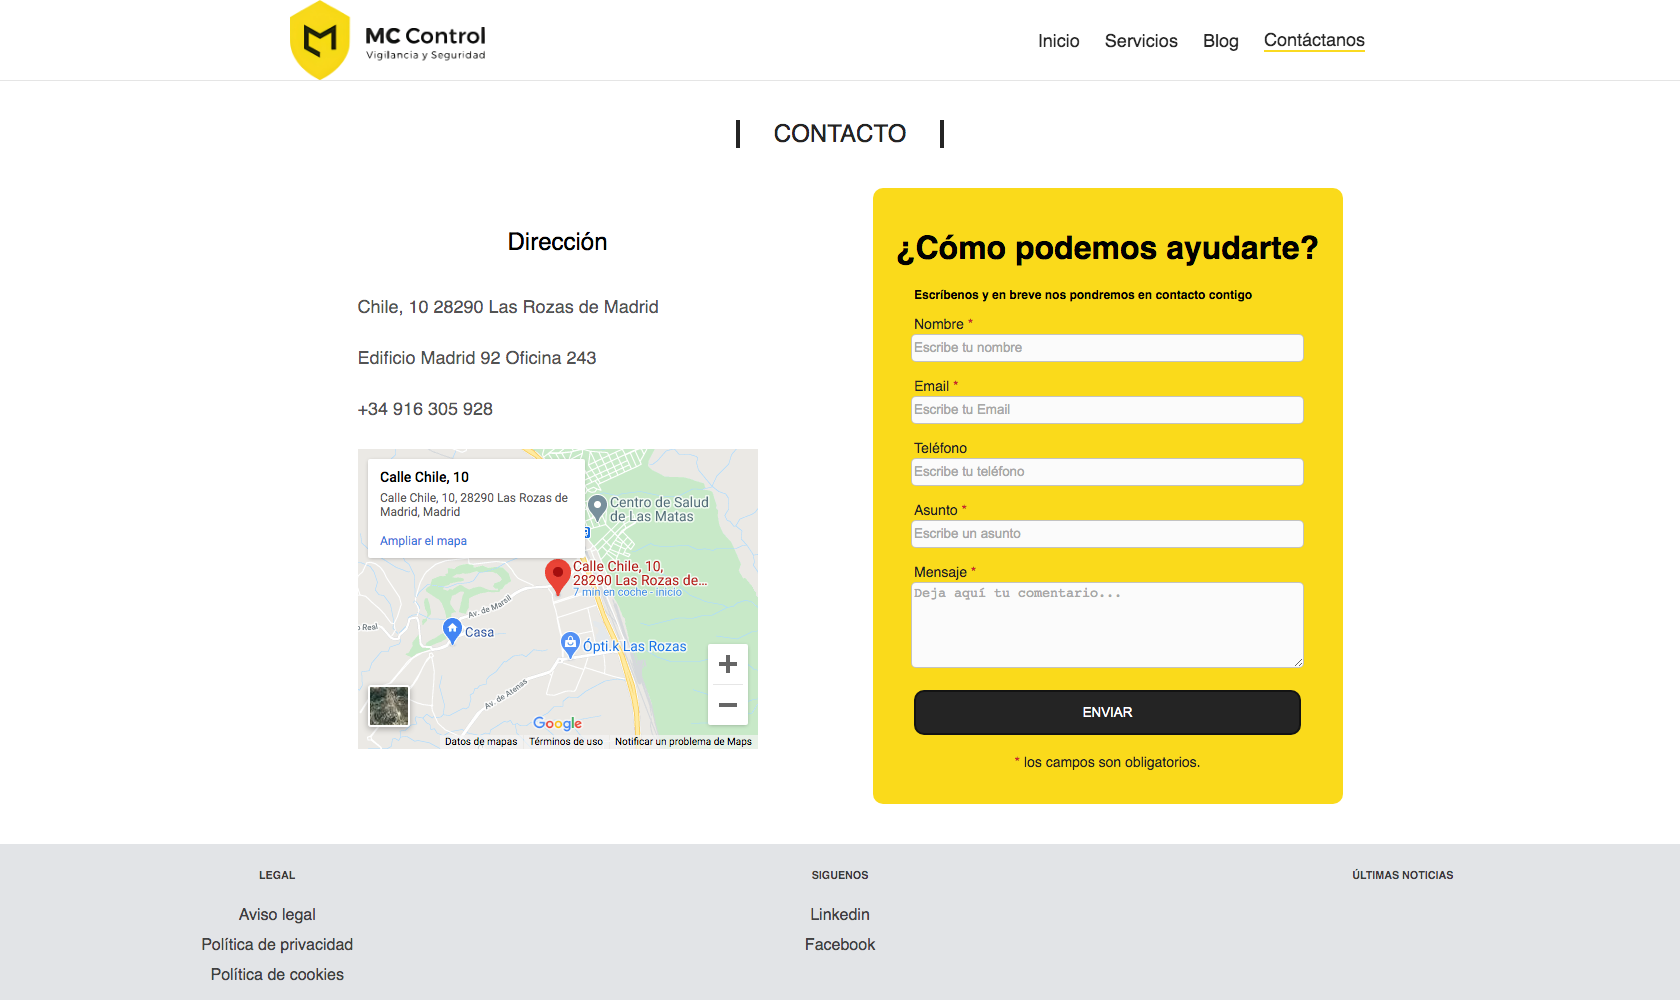 MC Control
Vigilancia y Seguridad
Inicio
Servicios
Blog
Contáctanos
CONTACTO
Dirección
Chile, 10 28290 Las Rozas de Madrid
Edificio Madrid 92 Oficina 243
+34 916 305 928
Calle Chile, 10
Calle Chile, 10, 28290 Las Rozas de
Madrid, Madrid
Ampliar el mapa
Centro de Salud
de Las Matas
Calle Chile, 10,
28290 Las Rozas de...
7 min en coche - inicio
Av. de Marsil
o Real
Casa
Ópti.k Las Rozas
Av. de Atenas
Google
Datos de mapas
Términos de uso
Notificar un problema de Maps
¿Cómo podemos ayudarte?
Escríbenos y en breve nos pondremos en contacto contigo
Nombre *
Escribe tu nombre
Email *
Escribe tu Email
Teléfono
Escribe tu teléfono
Asunto *
Escribe un asunto
Mensaje *
Deja aquí tu comentario...
ENVIAR
* los campos son obligatorios.
LEGAL
Aviso legal
Política de privacidad
Política de cookies
SIGUENOS
Linkedin
Facebook
ÚLTIMAS NOTICIAS